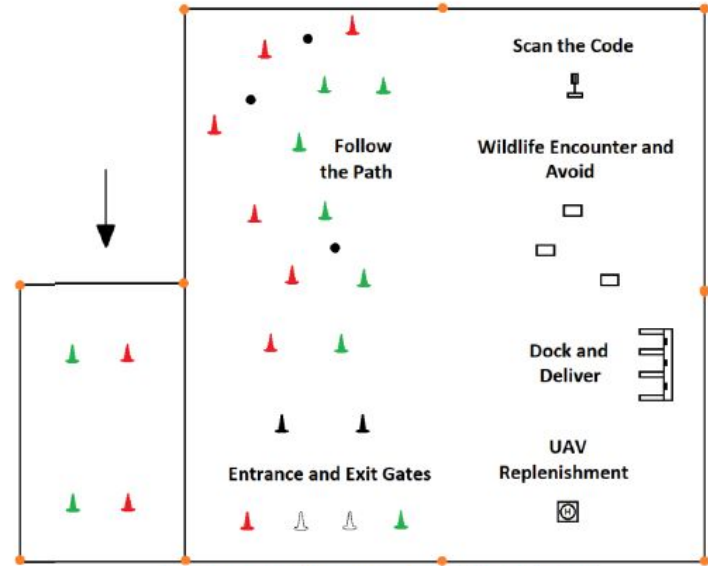 Scan the Code
Follow
the Path
Wildlife Encounter and
Avoid
Dock and
Deliver
UAV
Replenishment
H
Entrance and Exit Gates